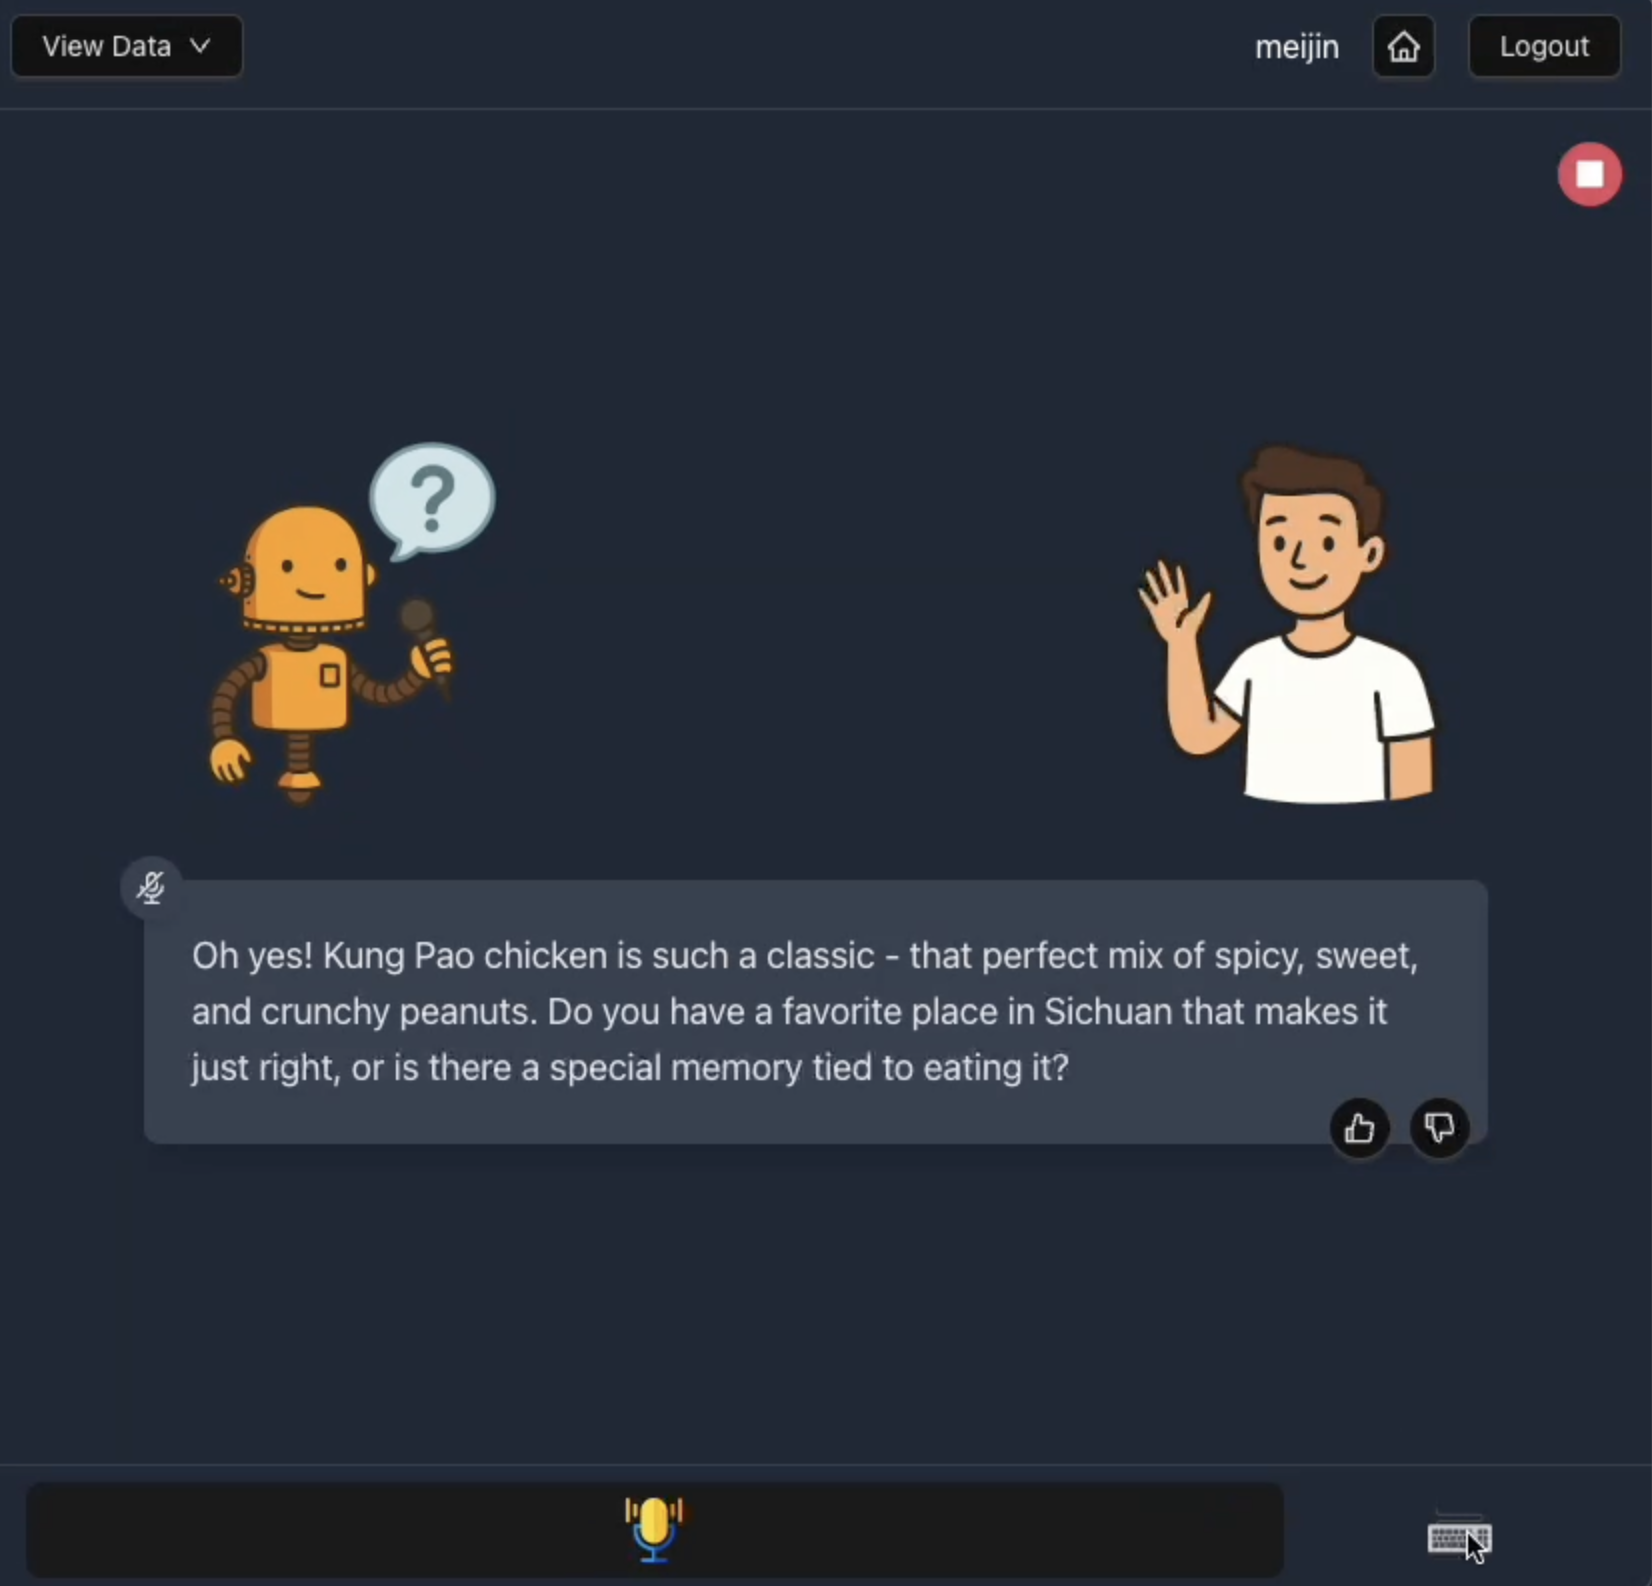 View Data
meijin
Logout
?
Oh yes! Kung Pao chicken is such a classic - that perfect mix of spicy, sweet,
and crunchy peanuts. Do you have a favorite place in Sichuan that makes it
just right, or is there a special memory tied to eating it?